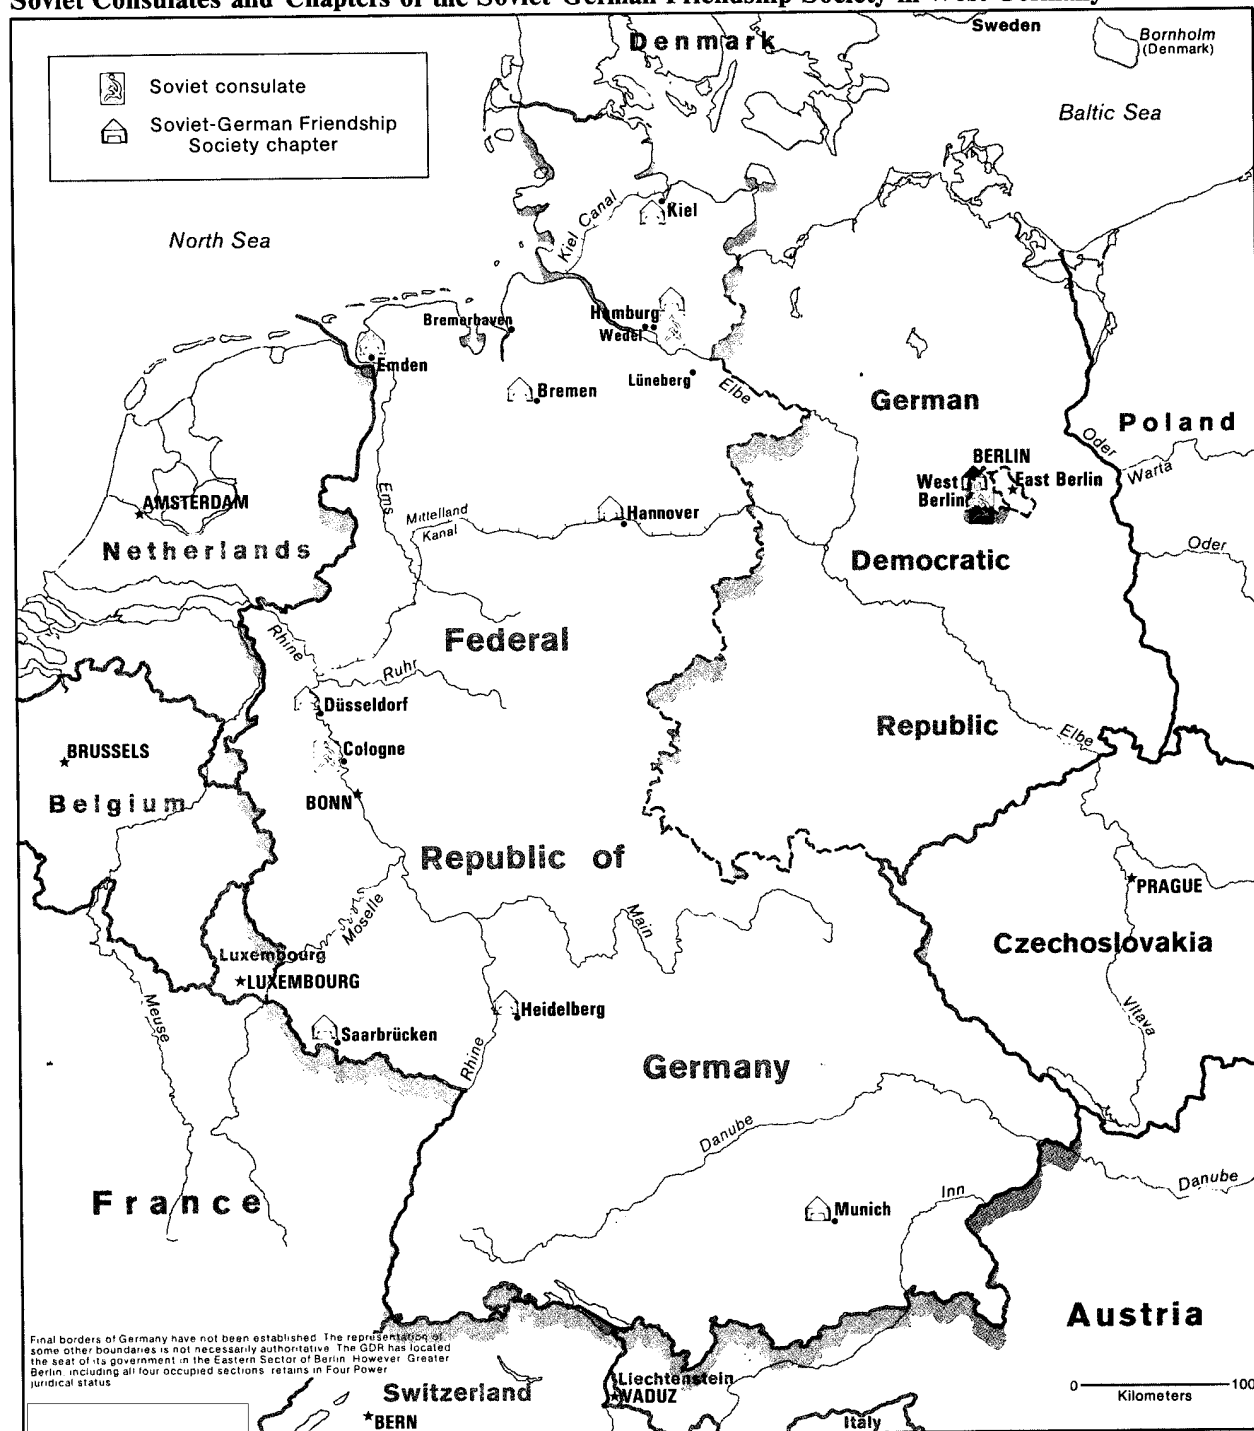 Soviet Consulates and Chapters of the Soviet-German Friendship Society in West Germany
Soviet consulate
Soviet-German Friendship
Society chapter
Denmark
Sweden
Bornholm
(Denmark)
Baltic Sea
North Sea
Kiel Canal
Kiel
Hamburg
Wedel
Bremerhaven
Emden
Bremen
Lüneberg
Elbe
German
Poland
Oder
Warta
BERLIN
West
Berlin
East Berlin
AMSTERDAM
Netherlands
Ems
Mittelland
Kanal
Hannover
Democratic
Oder
Rhine
Federal
Ruhr
Düsseldorf
Republic
Elbe
BRUSSELS
Cologne
Belgium
BONN
Republic of
PRAGUE
Moselle
Main
Czechoslovakia
Luxembourg
LUXEMBOURG
Meuse
Heidelberg
Vltava
Saarbrücken
Rhine
Germany
Danube
France
Inn
Danube
Munich
Austria
Final borders of Germany have not been established The representation of
some other boundaries is not necessarily authoritative The GDR has located
the seat of its government in the Eastern Sector of Berlin However Greater
Berlin, including all four occupied sections, retains in Four Power
juridical status
Switzerland
BERN
Liechtenstein
VADUZ
Italy
0 100
Kilometers